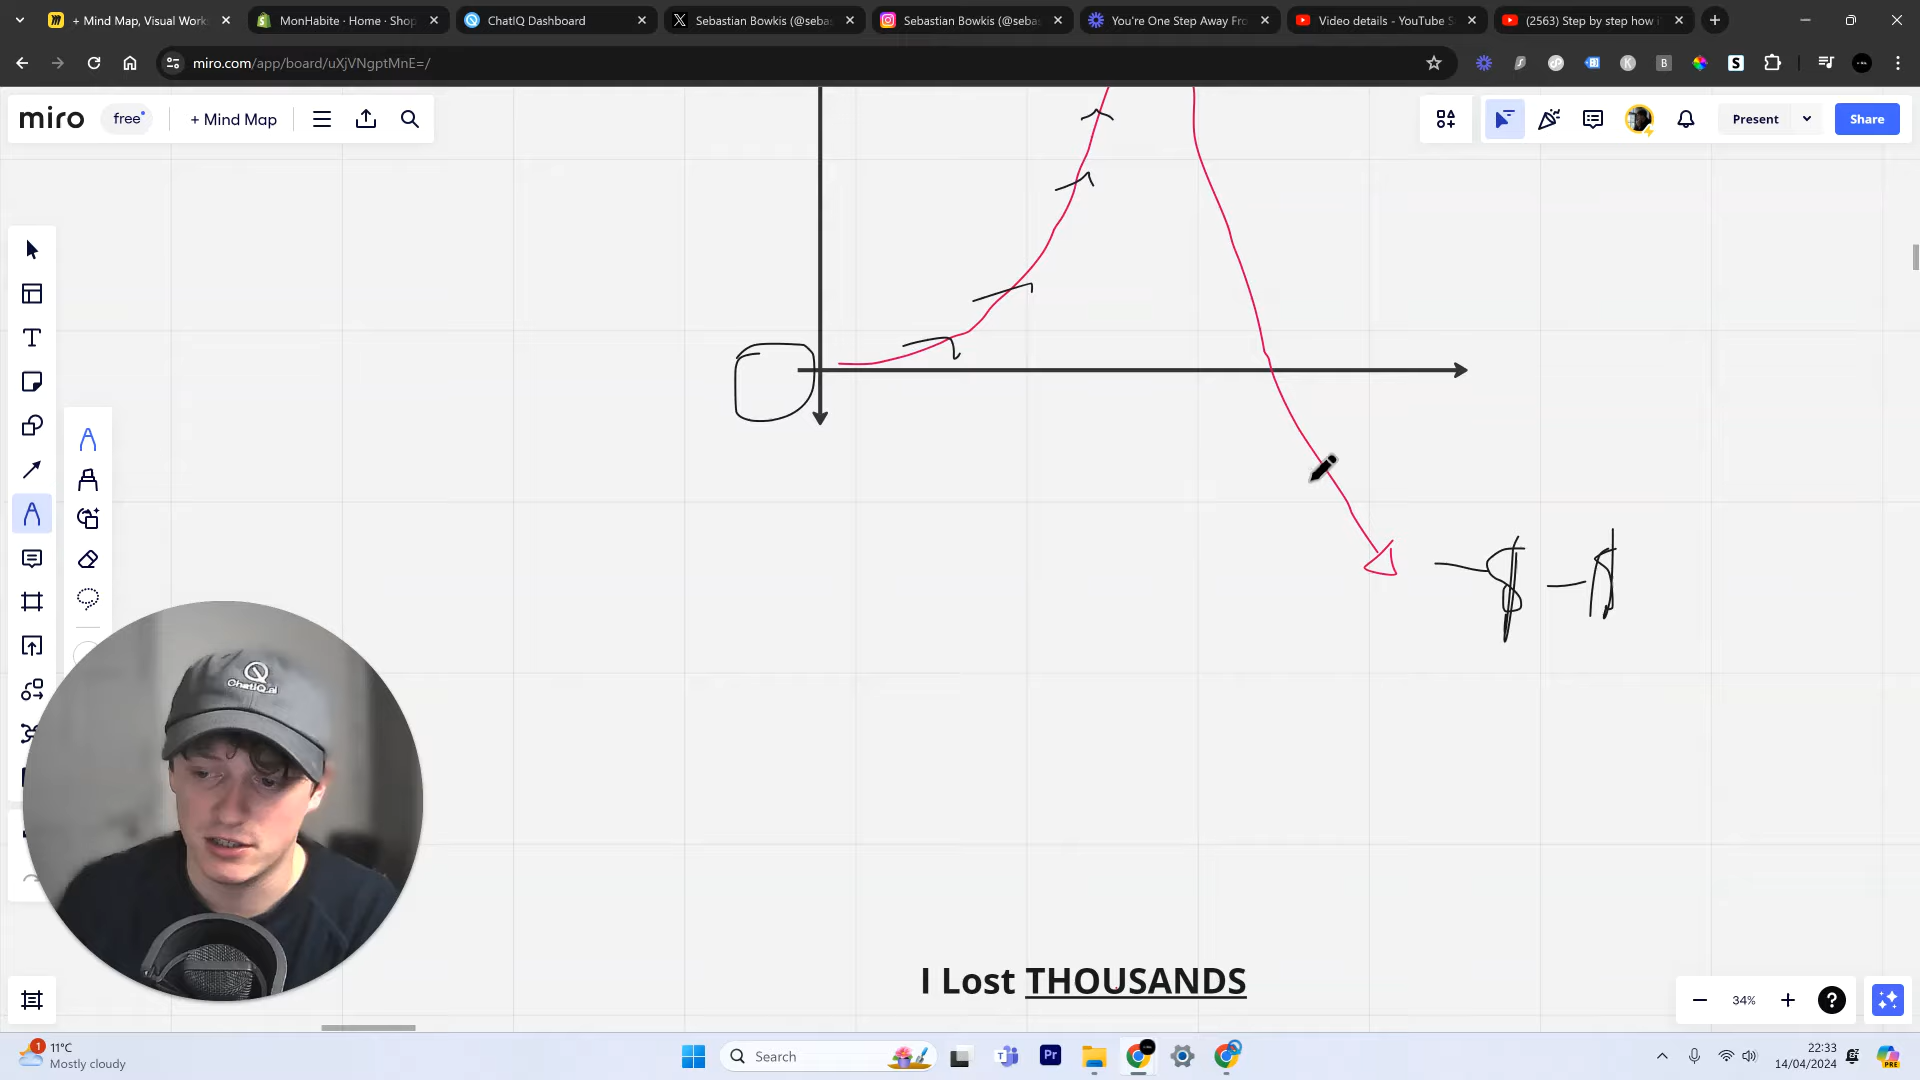 + Mind Map, Visual Work
MonHabite · Home · Shop
ChatIQ Dashboard
Sebastian Bowkis (@seba
Sebastian Bowkis (@seba
You're One Step Away Fro
Video details - YouTube S
(2563) Step by step how i
miro.com/app/board/uXjVNgptMnE=/
miro
free
+ Mind Map
Present
Share
-$ -$
ChatIQ.ai
I Lost THOUSANDS
34%
11°C
Mostly cloudy
Search
22:33
14/04/2024